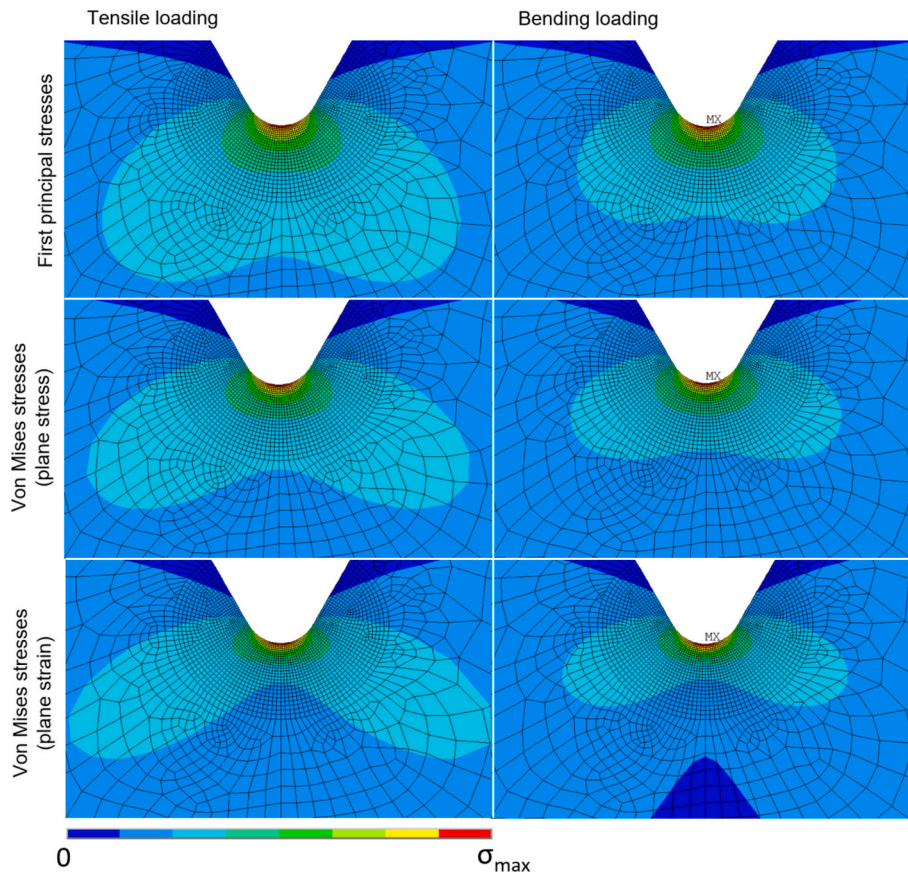 Tensile loading
Bending loading
First principal stresses
MX
Von Mises stresses
(plane stress)
MX
Von Mises stresses
(plane strain)
MX
0
σmax